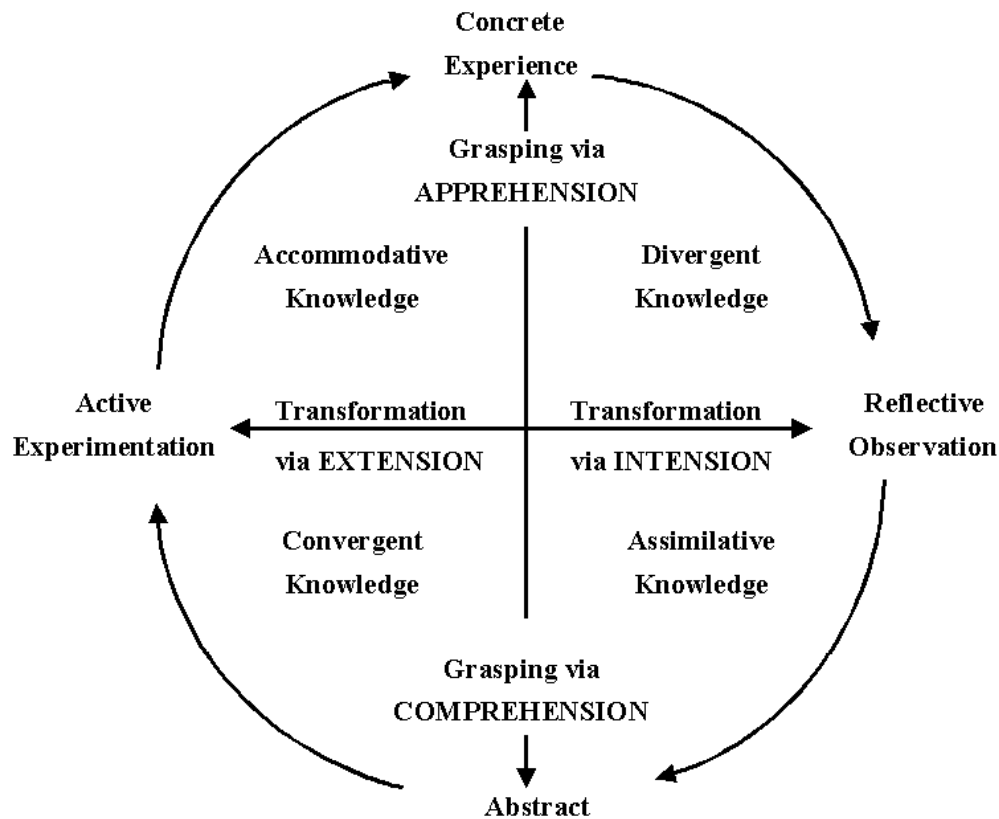 Concrete
Experience
Grasping via
APPREHENSION
Accommodative
Knowledge
Divergent
Knowledge
Active
Experimentation
Transformation
via EXTENSION
Transformation
via INTENSION
Reflective
Observation
Convergent
Knowledge
Assimilative
Knowledge
Grasping via
COMPREHENSION
Abstract